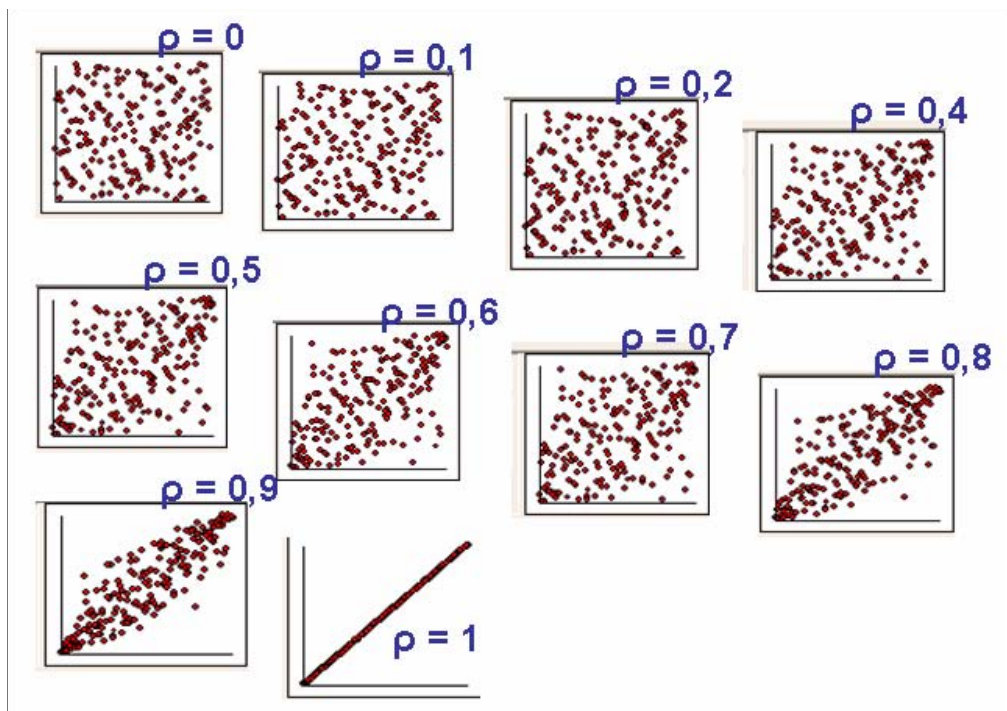 ρ = 0
ρ = 0,1
ρ = 0,2
ρ = 0,4
ρ = 0,5
ρ = 0,6
ρ = 0,7
ρ = 0,8
ρ = 0,9
ρ = 1